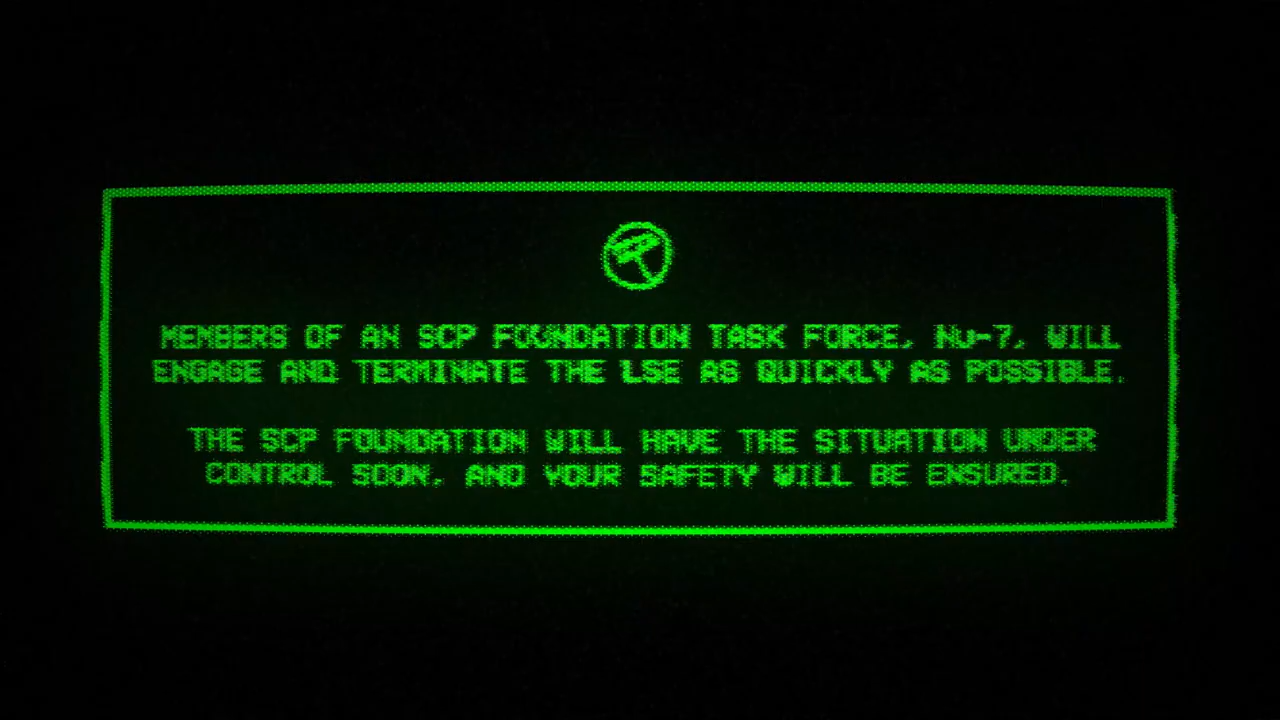 MEMBERS OF AN SCP FOUNDATION TASK FORCE, Nu-7, WILL
ENGAGE AND TERMINATE THE LSE AS QUICKLY AS POSSIBLE.
THE SCP FOUNDATION WILL HAVE THE SITUATION UNDER
CONTROL SOON, AND YOUR SAFETY WILL BE ENSURED.